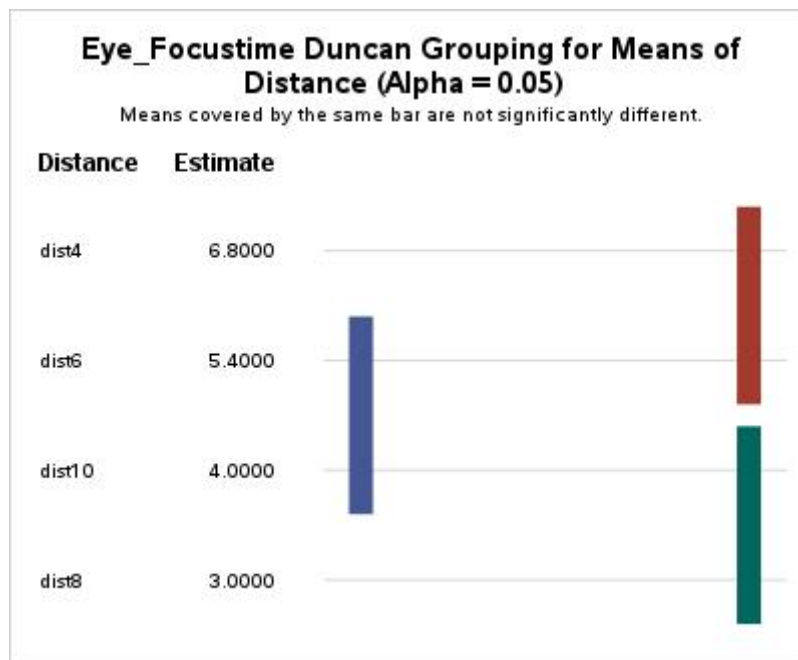 Eye_Focustime Duncan Grouping for Means of
Distance (Alpha = 0.05)
Means covered by the same bar are not significantly different.
Distance Estimate
dist4 6.8000
dist6 5.4000
dist10 4.0000
dist8 3.0000